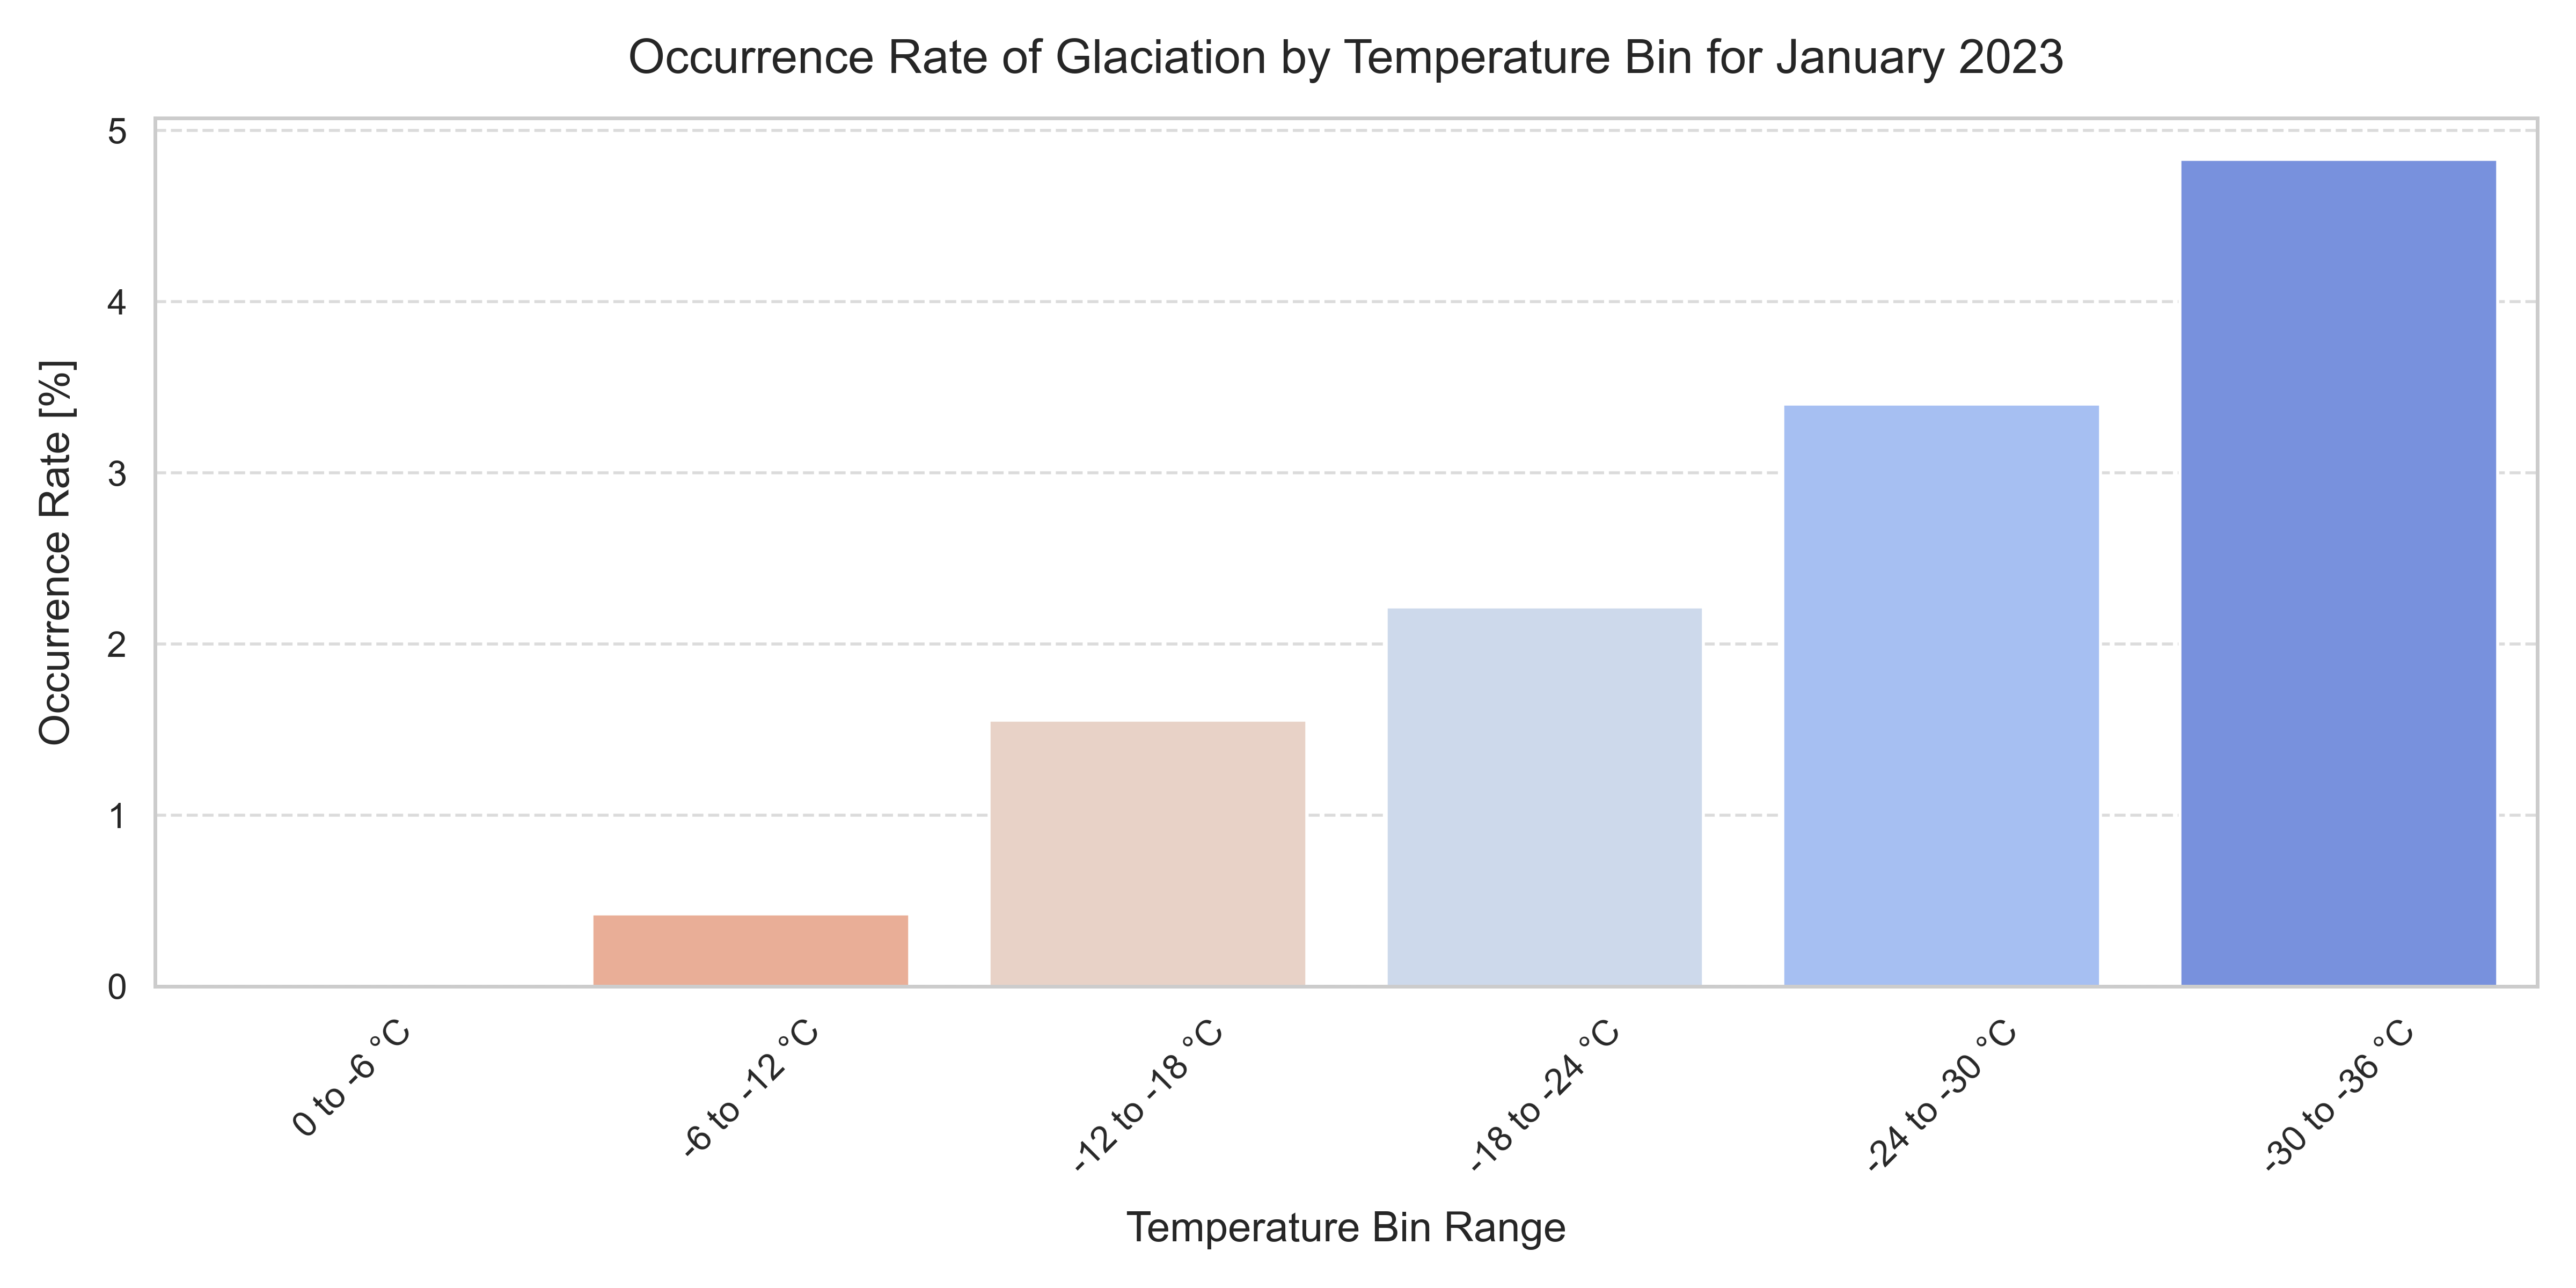 Occurrence Rate of Glaciation by Temperature Bin for January 2023
Occurrence Rate [%]
5
4
3
2
1
0
0 to -6 °C
-6 to -12 °C
-12 to -18 °C
-18 to -24 °C
-24 to -30 °C
-30 to -36 °C
Temperature Bin Range